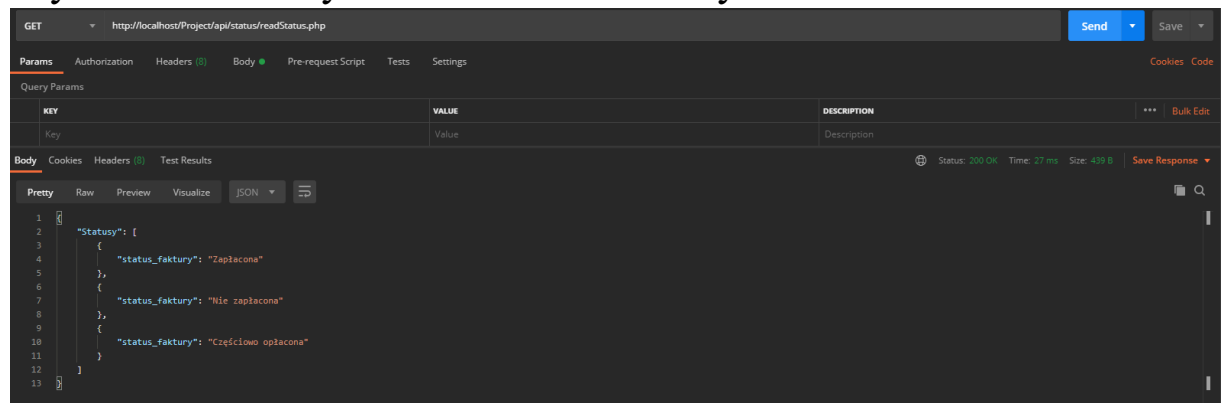 GET http://localhost/Project/api/status/readStatus.php Send Save
Params Authorization Headers (8) Body Pre-request Script Tests Settings Cookies Code
Query Params
KEY VALUE DESCRIPTION ••• Bulk Edit
Key Value Description
Body Cookies Headers (8) Test Results Status: 200 OK Time: 27 ms Size: 439 B Save Response
Pretty Raw Preview Visualize JSON
1 {
2 "Statusy": [
3 {
4 "status_faktury": "Zapłacona"
5 },
6 {
7 "status_faktury": "Nie zapłacona"
8 },
9 {
10 "status_faktury": "Częściowo opłacona"
11 }
12 ]
13 }